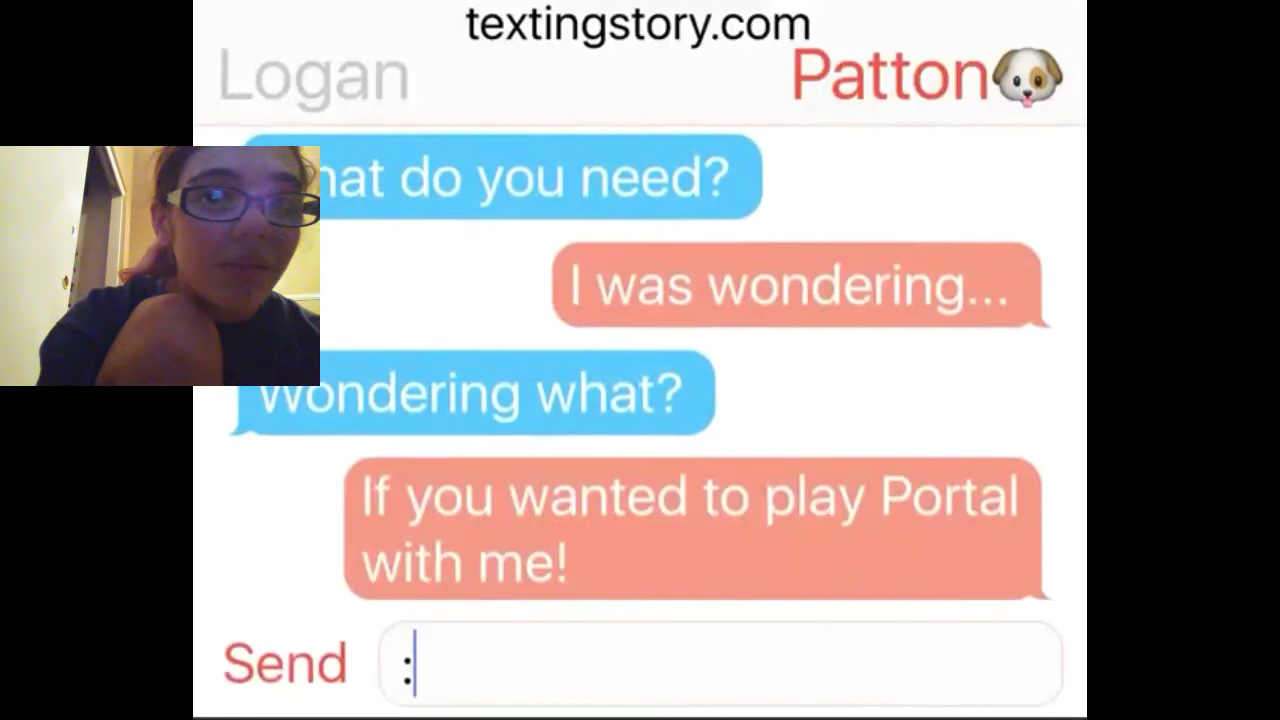 textingstory.com
Logan Patton🐶
hat do you need?
I was wondering...
Wondering what?
If you wanted to play Portal
with me!
Send :